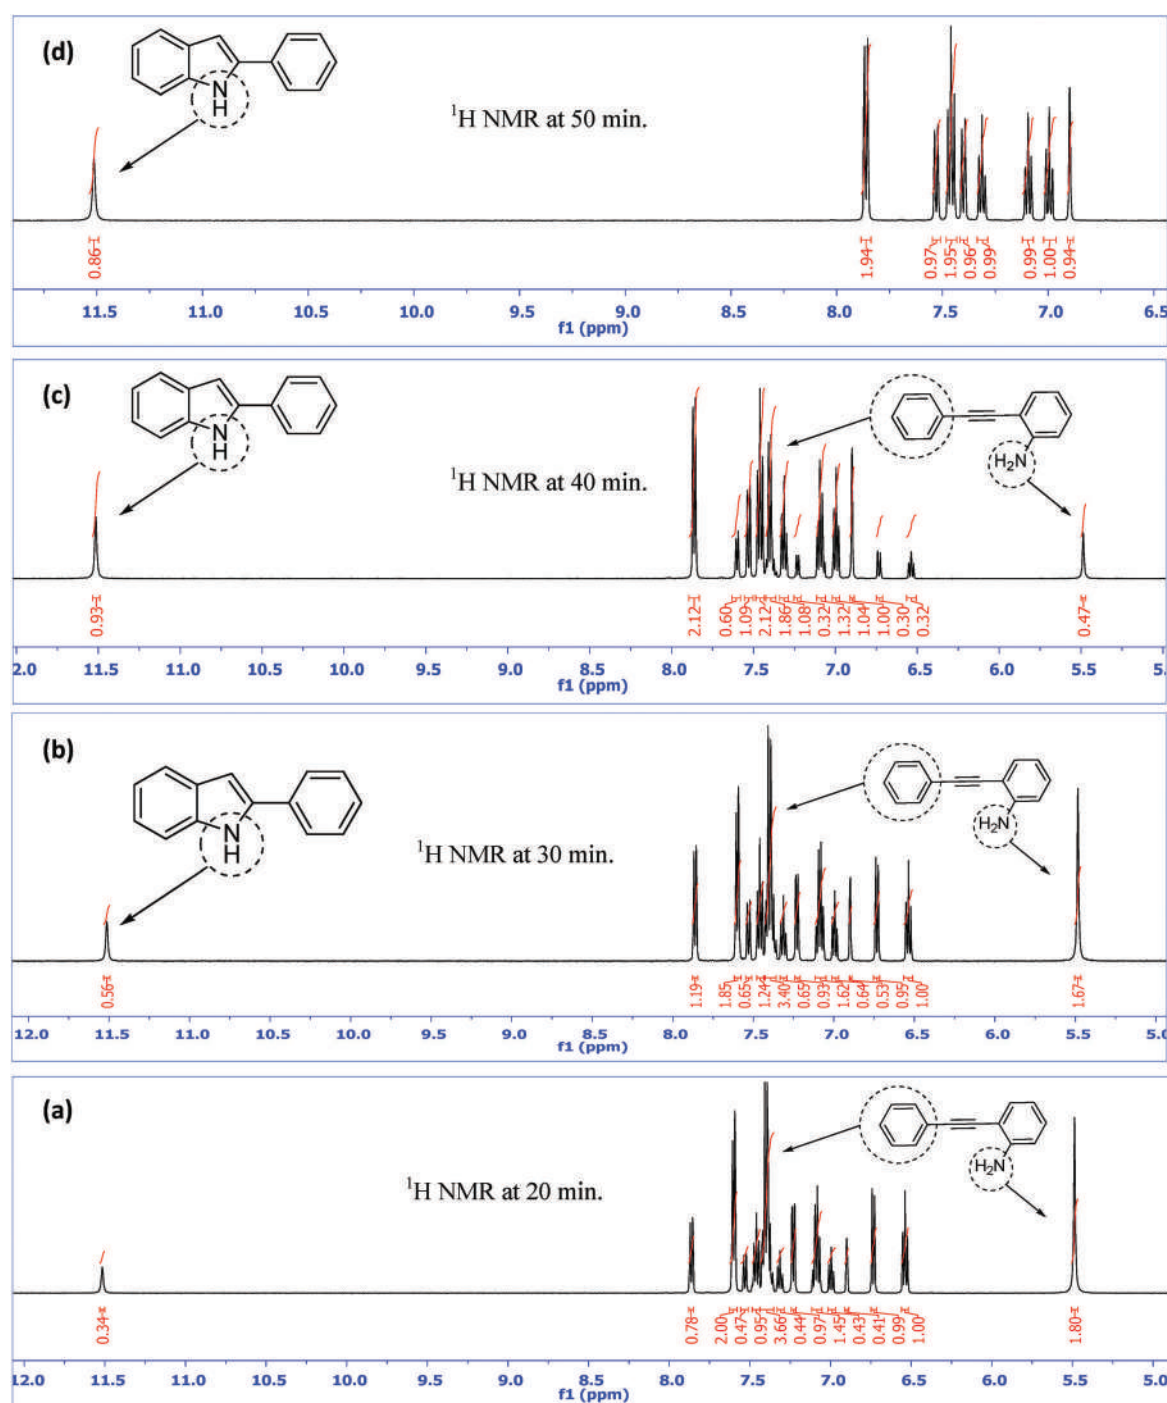 (d)
N
H
¹H NMR at 50 min.
0.86
1.94
0.97
1.95
0.96
0.99
0.99
1.00
0.94
11.5 11.0 10.5 10.0 9.5 9.0 8.5 8.0 7.5 7.0 6.5
f1 (ppm)
(c)
N
H
¹H NMR at 40 min.
H₂N
0.93
2.12
0.60
1.09
2.12
1.86
1.08
0.32
1.32
1.04
1.00
0.30
0.32
0.47
2.0 11.5 11.0 10.5 10.0 9.5 9.0 8.5 8.0 7.5 7.0 6.5 6.0 5.5 5.
f1 (ppm)
(b)
N
H
¹H NMR at 30 min.
H₂N
0.56
1.19
1.85
0.65
1.24
3.40
0.65
0.93
1.62
0.64
0.53
0.95
1.00
1.67
12.0 11.5 11.0 10.5 10.0 9.5 9.0 8.5 8.0 7.5 7.0 6.5 6.0 5.5 5.0
f1 (ppm)
(a)
¹H NMR at 20 min.
H₂N
0.34
0.78
2.00
0.47
0.95
3.66
0.44
0.97
1.45
0.43
0.41
0.99
1.00
1.80
12.0 11.5 11.0 10.5 10.0 9.5 9.0 8.5 8.0 7.5 7.0 6.5 6.0 5.5 5.0
f1 (ppm)